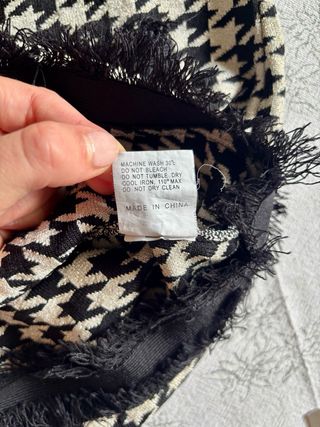 MACHINE WASH 30℃
DO NOT BLEACH
DO NOT TUMBLE DRY
COOL IRON, 110° MAX
DO NOT DRY CLEAN
MADE IN CHINA